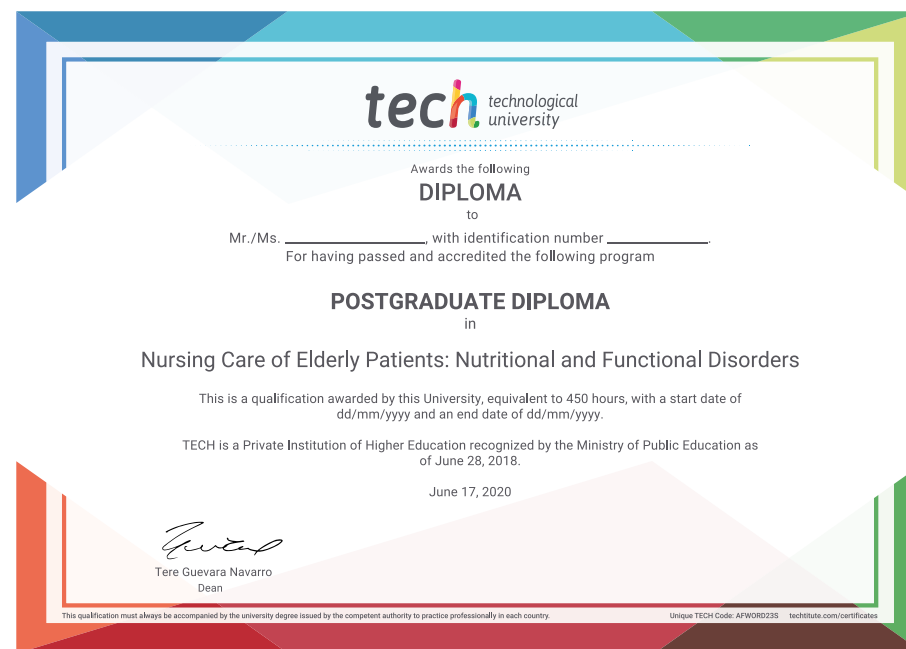 tech technological
university
Awards the following
DIPLOMA
to
Mr./Ms. ____________________, with identification number ______________.
For having passed and accredited the following program
POSTGRADUATE DIPLOMA
in
Nursing Care of Elderly Patients: Nutritional and Functional Disorders
This is a qualification awarded by this University, equivalent to 450 hours, with a start date of
dd/mm/yyyy and an end date of dd/mm/yyyy.
TECH is a Private Institution of Higher Education recognized by the Ministry of Public Education as
of June 28, 2018.
June 17, 2020
Tere Guevara Navarro
Dean
This qualification must always be accompanied by the university degree issued by the competent authority to practice professionally in each country. Unique TECH Code: AFWORD23S techtitute.com/certificates